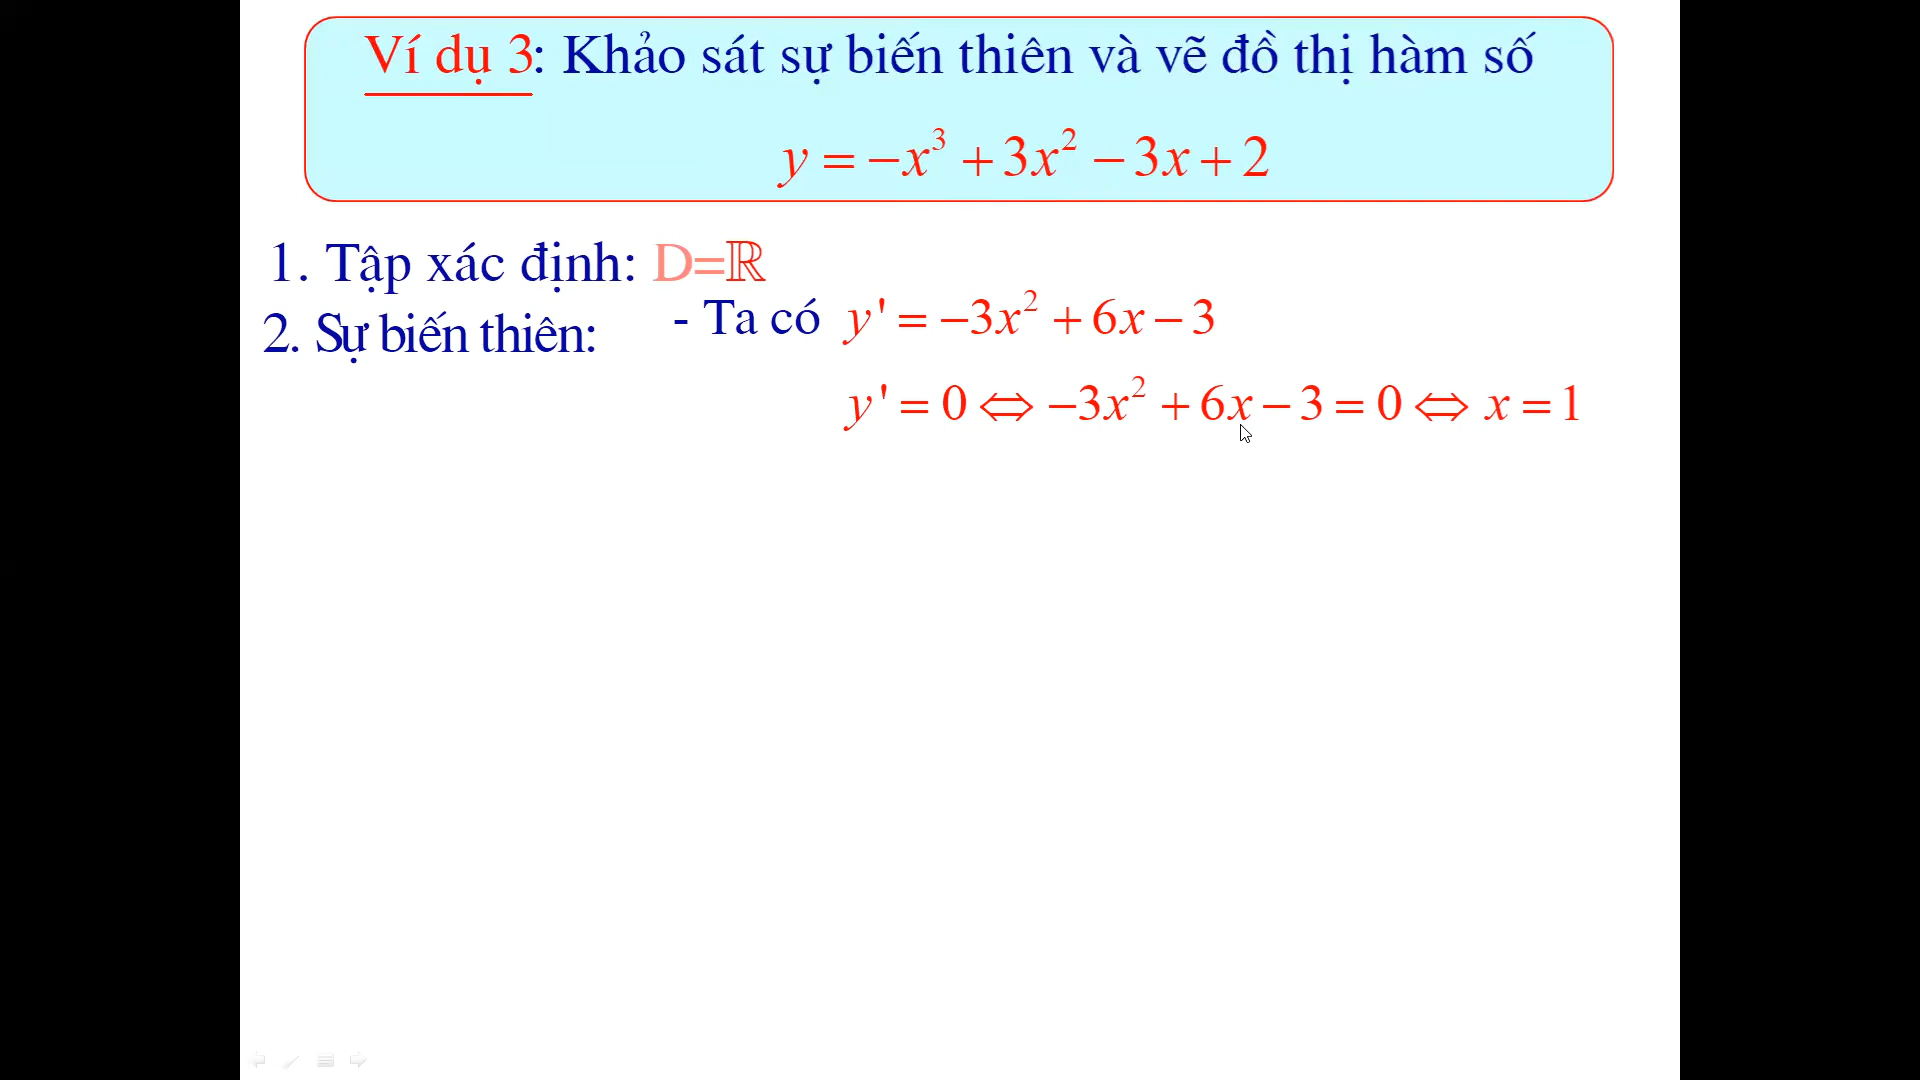 Ví dụ 3: Khảo sát sự biến thiên và vẽ đồ thị hàm số
y = −x³ + 3x² − 3x + 2
1. Tập xác định: D=ℝ
2. Sự biến thiên:
- Ta có y' = −3x² + 6x − 3
y' = 0 ⇔ −3x² + 6x − 3 = 0 ⇔ x = 1